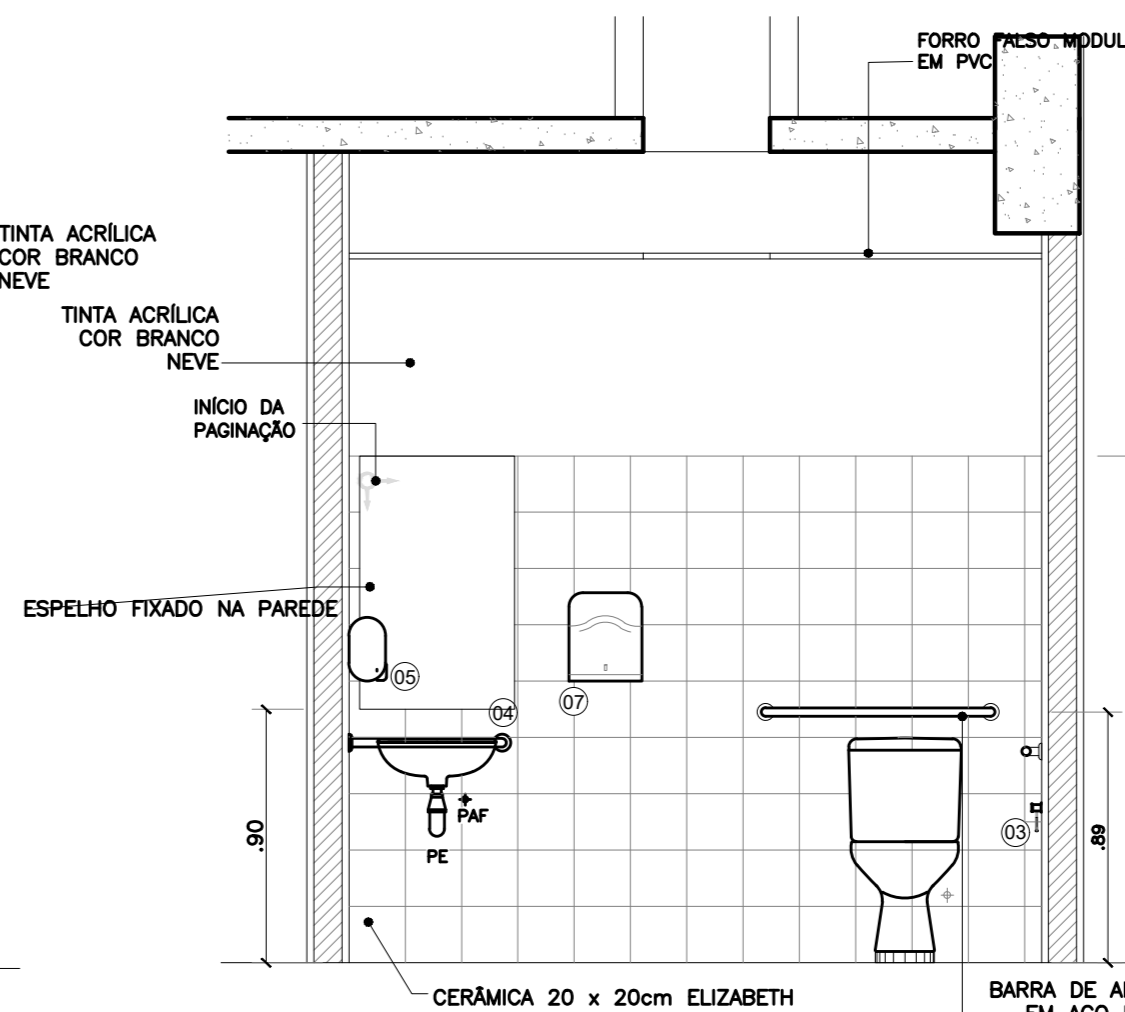 FORRO FALSO MODUL
EM PVC
TINTA ACRÍLICA
COR BRANCO
NEVE
TINTA ACRÍLICA
COR BRANCO
NEVE
INÍCIO DA
PAGINAÇÃO
ESPELHO FIXADO NA PAREDE
05
04
07
PAF
PE
03
.90
.89
CERÂMICA 20 x 20cm ELIZABETH
BARRA DE
EM AÇO